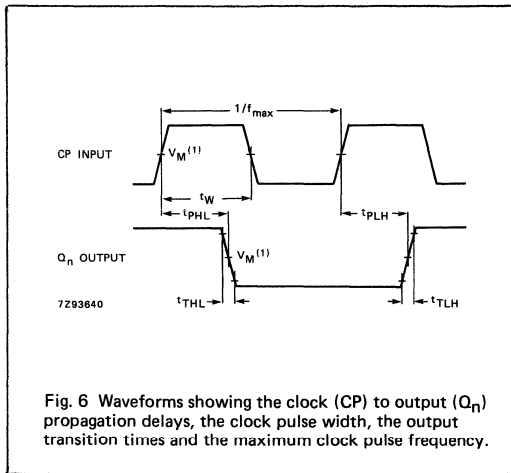 1/fmax
CP INPUT
VM(1)
tW
tPHL
tPLH
Qn OUTPUT
VM(1)
7Z93640
tTHL
tTLH
Fig. 6 Waveforms showing the clock (CP) to output (Qn)
propagation delays, the clock pulse width, the output
transition times and the maximum clock pulse frequency.